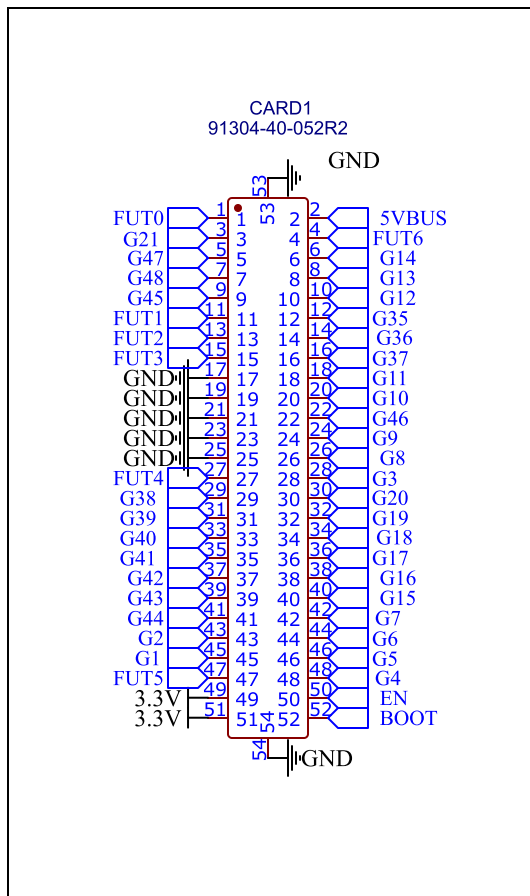 CARD1
91304-40-052R2
GND
53
53
FUT0 1 1 2 2 5VBUS
G21 3 3 4 4 FUT6
G47 5 5 6 6 G14
G48 7 7 8 8 G13
G45 9 9 10 10 G12
FUT1 11 11 12 12 G35
FUT2 13 13 14 14 G36
FUT3 15 15 16 16 G37
GND 17 17 18 18 G11
GND 19 19 20 20 G10
GND 21 21 22 22 G46
GND 23 23 24 24 G9
GND 25 25 26 26 G8
FUT4 27 27 28 28 G3
G38 29 29 30 30 G20
G39 31 31 32 32 G19
G40 33 33 34 34 G18
G41 35 35 36 36 G17
G42 37 37 38 38 G16
G43 39 39 40 40 G15
G44 41 41 42 42 G7
G2 43 43 44 44 G6
G1 45 45 46 46 G5
FUT5 47 47 48 48 G4
3.3V 49 49 50 50 EN
3.3V 51 51 52 52 BOOT
54
54
GND